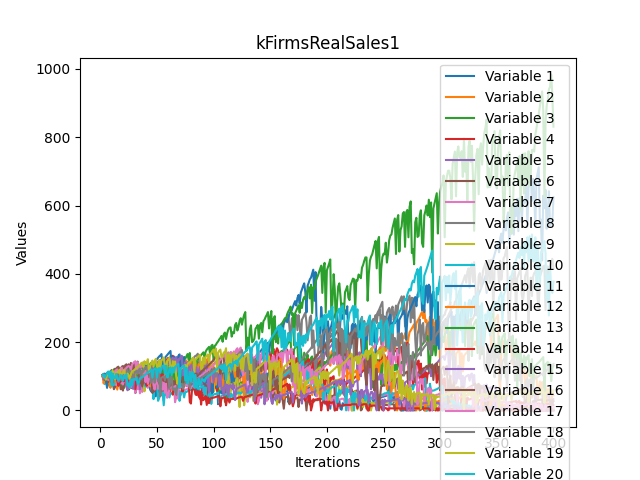 kFirmsRealSales1
Values
1000
800
600
400
200
0
0 50 100 150 200 250 300 350 400
Iterations
Variable 1
Variable 2
Variable 3
Variable 4
Variable 5
Variable 6
Variable 7
Variable 8
Variable 9
Variable 10
Variable 11
Variable 12
Variable 13
Variable 14
Variable 15
Variable 16
Variable 17
Variable 18
Variable 19
Variable 20